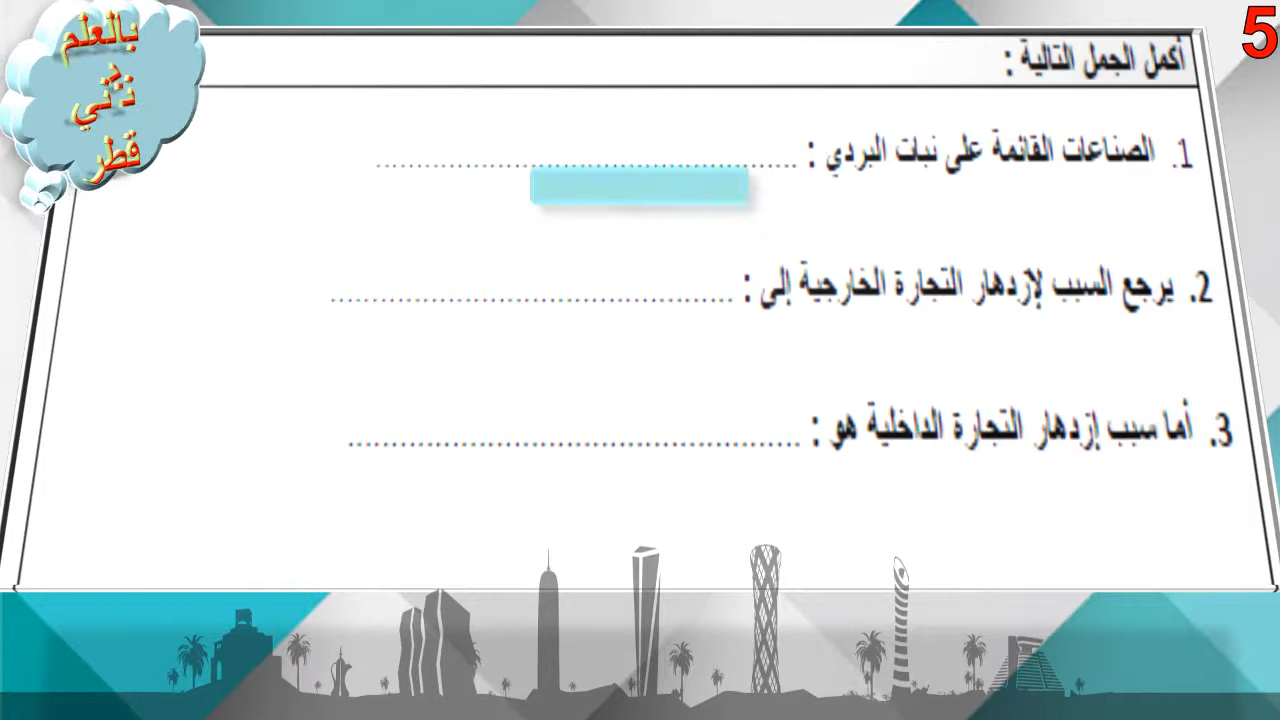 5
بالعلم
نبني
قطر
أكمل الجمل التالية :
1. الصناعات القائمة على نبات البردي : ......................................................
2. يرجع السبب لإزدهار التجارة الخارجية إلى : ......................................................
3. أما سبب إزدهار التجارة الداخلية هو : ......................................................